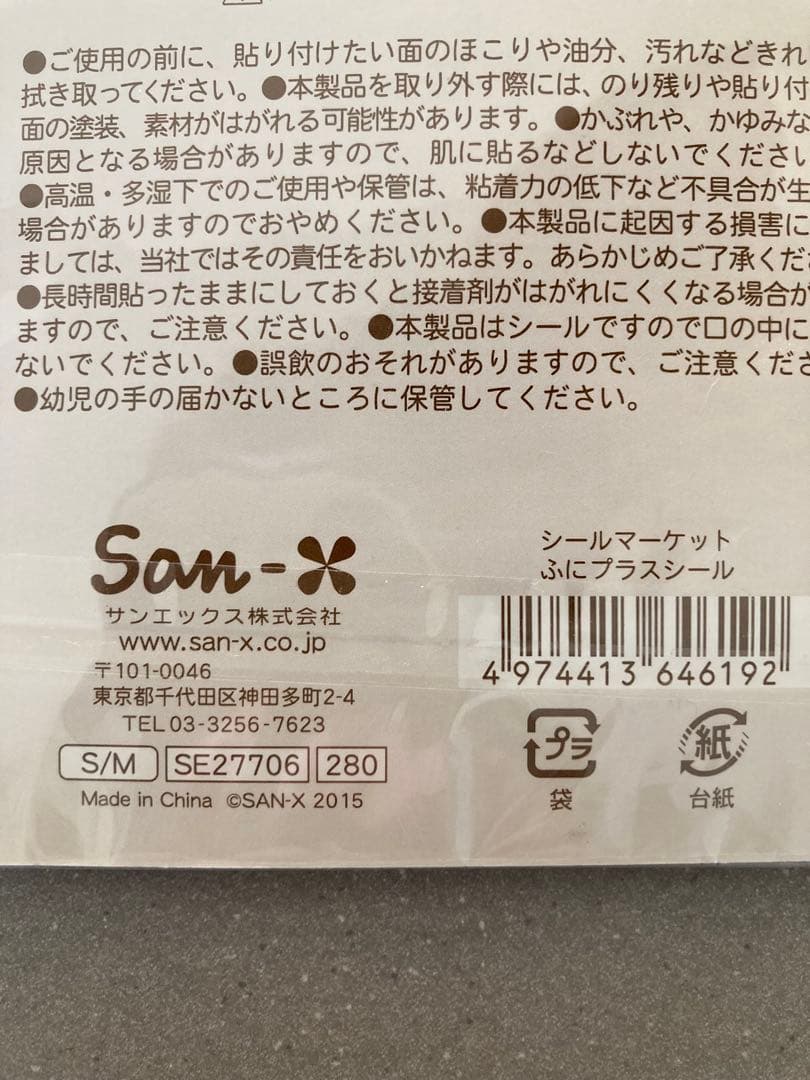 ●ご使用の前に、貼り付けたい面のほこりや油分、汚れなどきれ
拭き取ってください。●本製品を取り外す際には、のり残りや貼り付
面の塗装、素材がはがれる可能性があります。●かぶれや、かゆみな
原因となる場合がありますので、肌に貼るなどしないでください
●高温・多湿下でのご使用や保管は、粘着力の低下など不具合が生
場合がありますのでおやめください。●本製品に起因する損害に
ましては、当社ではその責任をおいかねます。あらかじめご了承くだ
●長時間貼ったままにしておくと接着剤がはがれにくくなる場合が
ますので、ご注意ください。●本製品はシールですので口の中に
ないでください。●誤飲のおそれがありますので、ご注意くださ
●幼児の手の届かないところに保管してください。
San-X
サンエックス株式会社
www.san-x.co.jp
〒101-0046
東京都千代田区神田多町2-4
TEL 03-3256-7623
S/M SE27706 280
Made in China ©SAN-X 2015
シールマーケット
ふにプラスシール
4 974413 646192
プラ
袋
紙
台紙